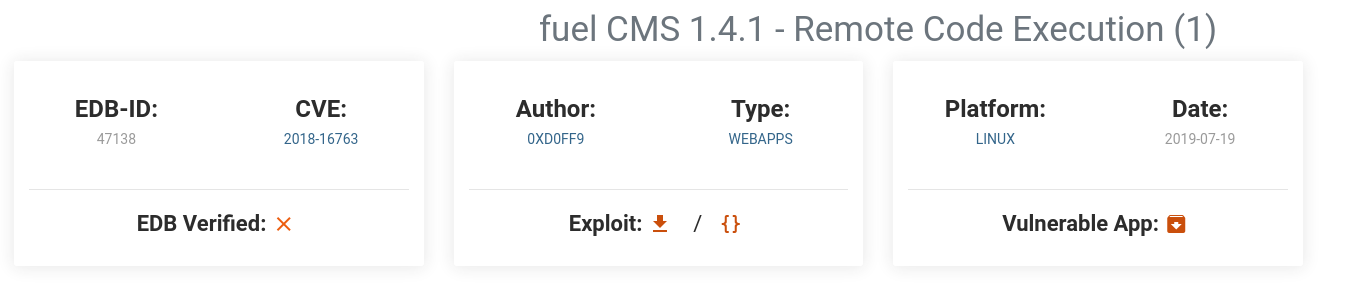 fuel CMS 1.4.1 - Remote Code Execution (1)
EDB-ID: CVE: Author: Type: Platform: Date:
47138 2018-16763 0XD0FF9 WEBAPPS LINUX 2019-07-19
EDB Verified: Exploit: / {} Vulnerable App: